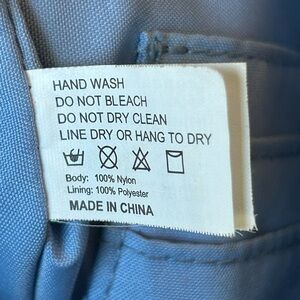 HAND WASH
DO NOT BLEACH
DO NOT DRY CLEAN
LINE DRY OR HANG TO DRY
Body: 100% Nylon
Lining: 100% Polyester
MADE IN CHINA